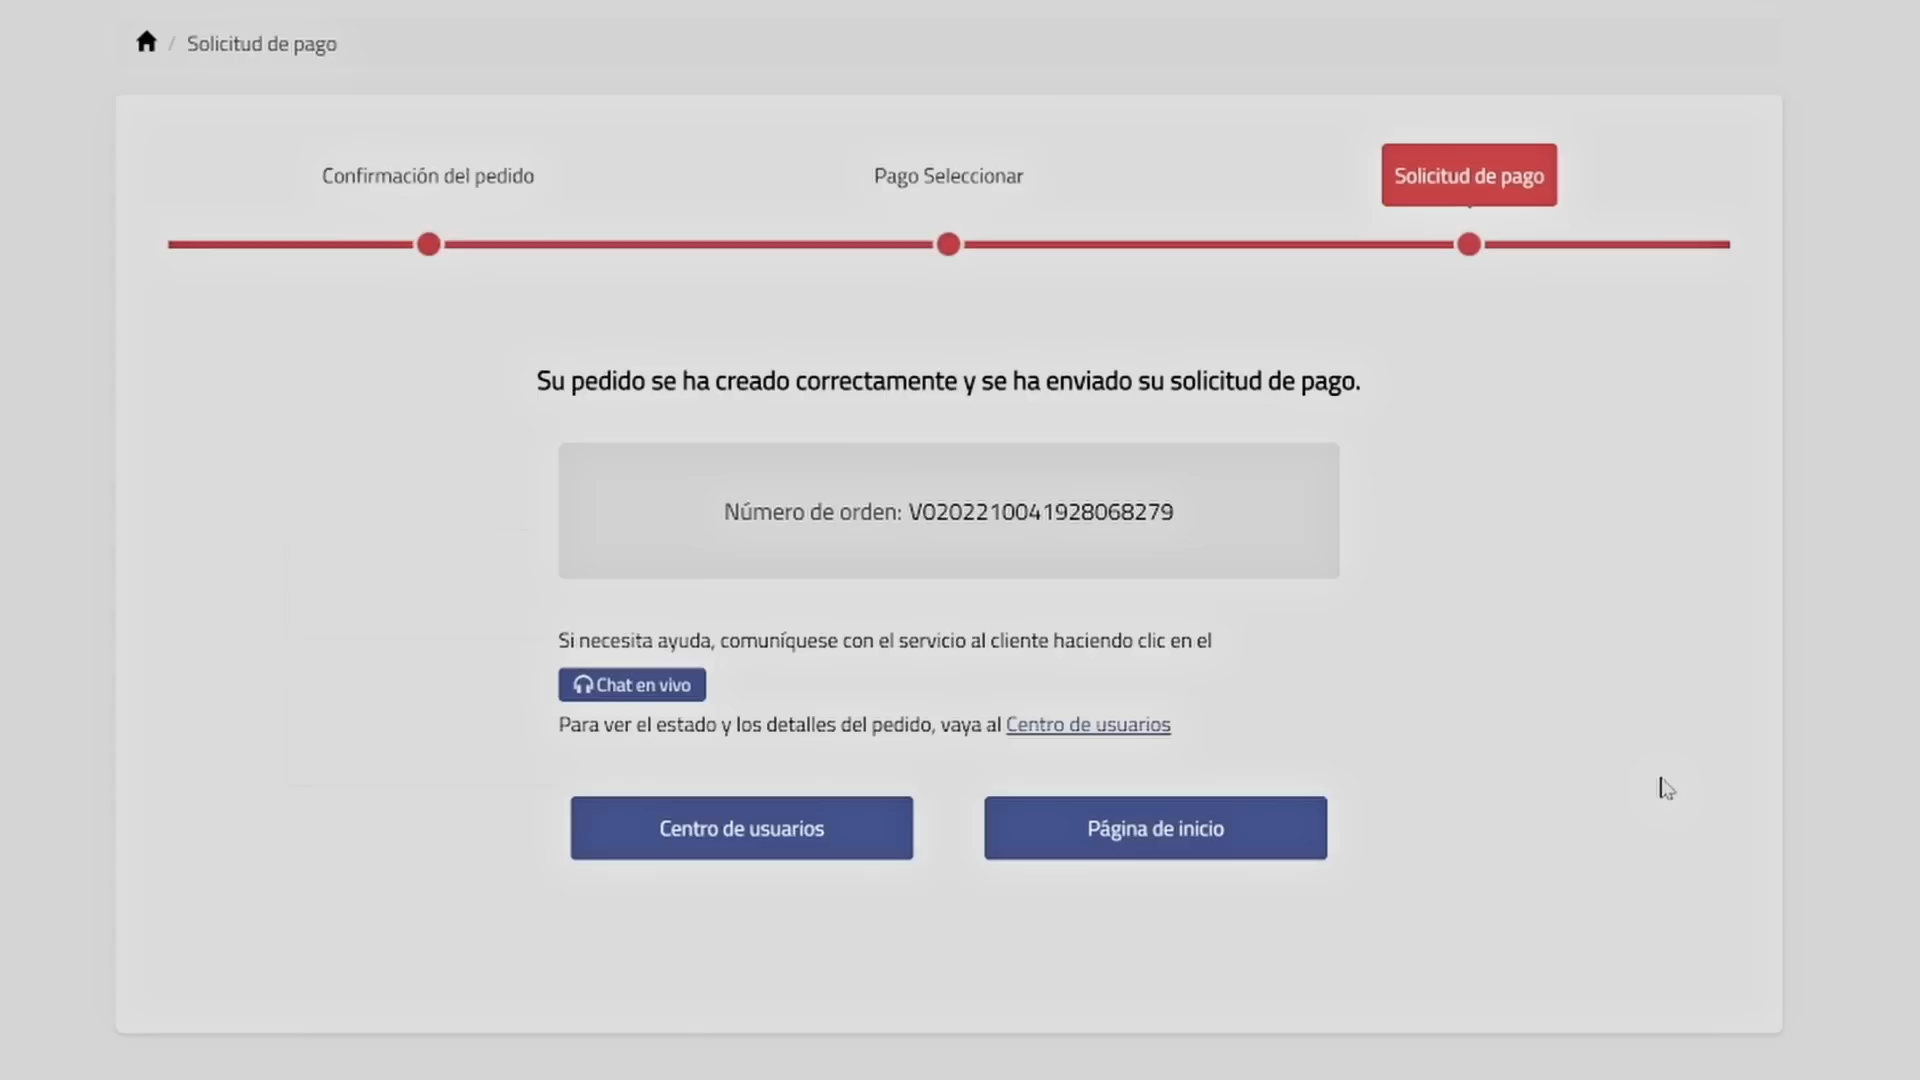 / Solicitud de pago
Confirmación del pedido
Pago Seleccionar
Solicitud de pago
Su pedido se ha creado correctamente y se ha enviado su solicitud de pago.
Número de orden: V0202210041928068279
Si necesita ayuda, comuníquese con el servicio al cliente haciendo clic en el
Chat en vivo
Para ver el estado y los detalles del pedido, vaya al Centro de usuarios
Centro de usuarios
Página de inicio